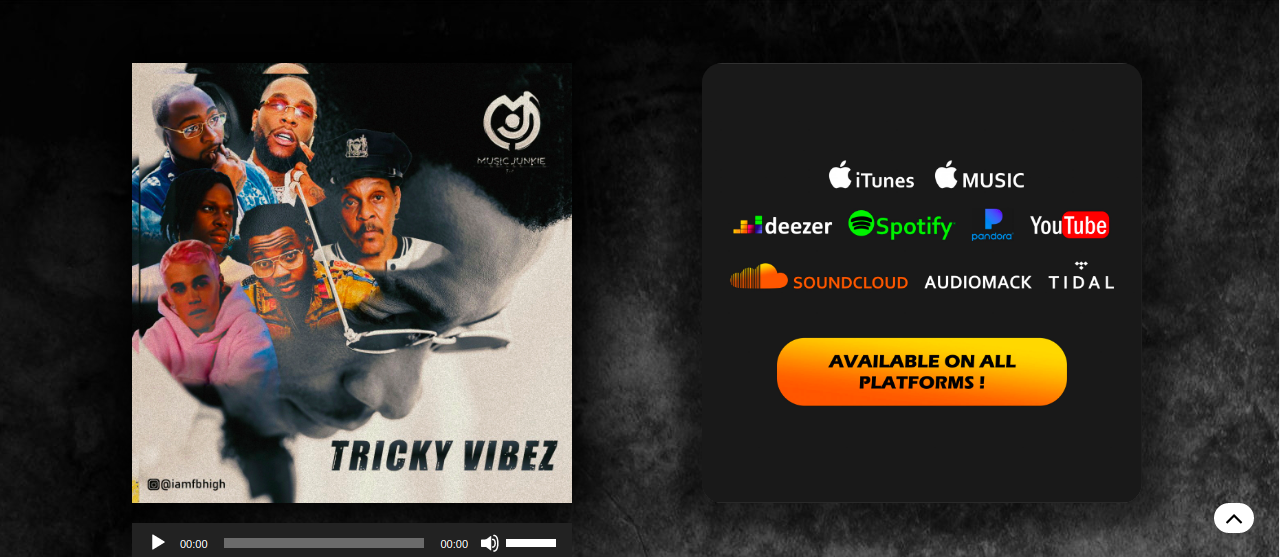 MUSIC JUNKIE
TRICKY VIBEZ
@iamfbhigh
00:00
00:00
iTunes MUSIC
deezer Spotify pandora YouTube
SOUNDCLOUD AUDIOMACK TIDAL
AVAILABLE ON ALL
PLATFORMS !